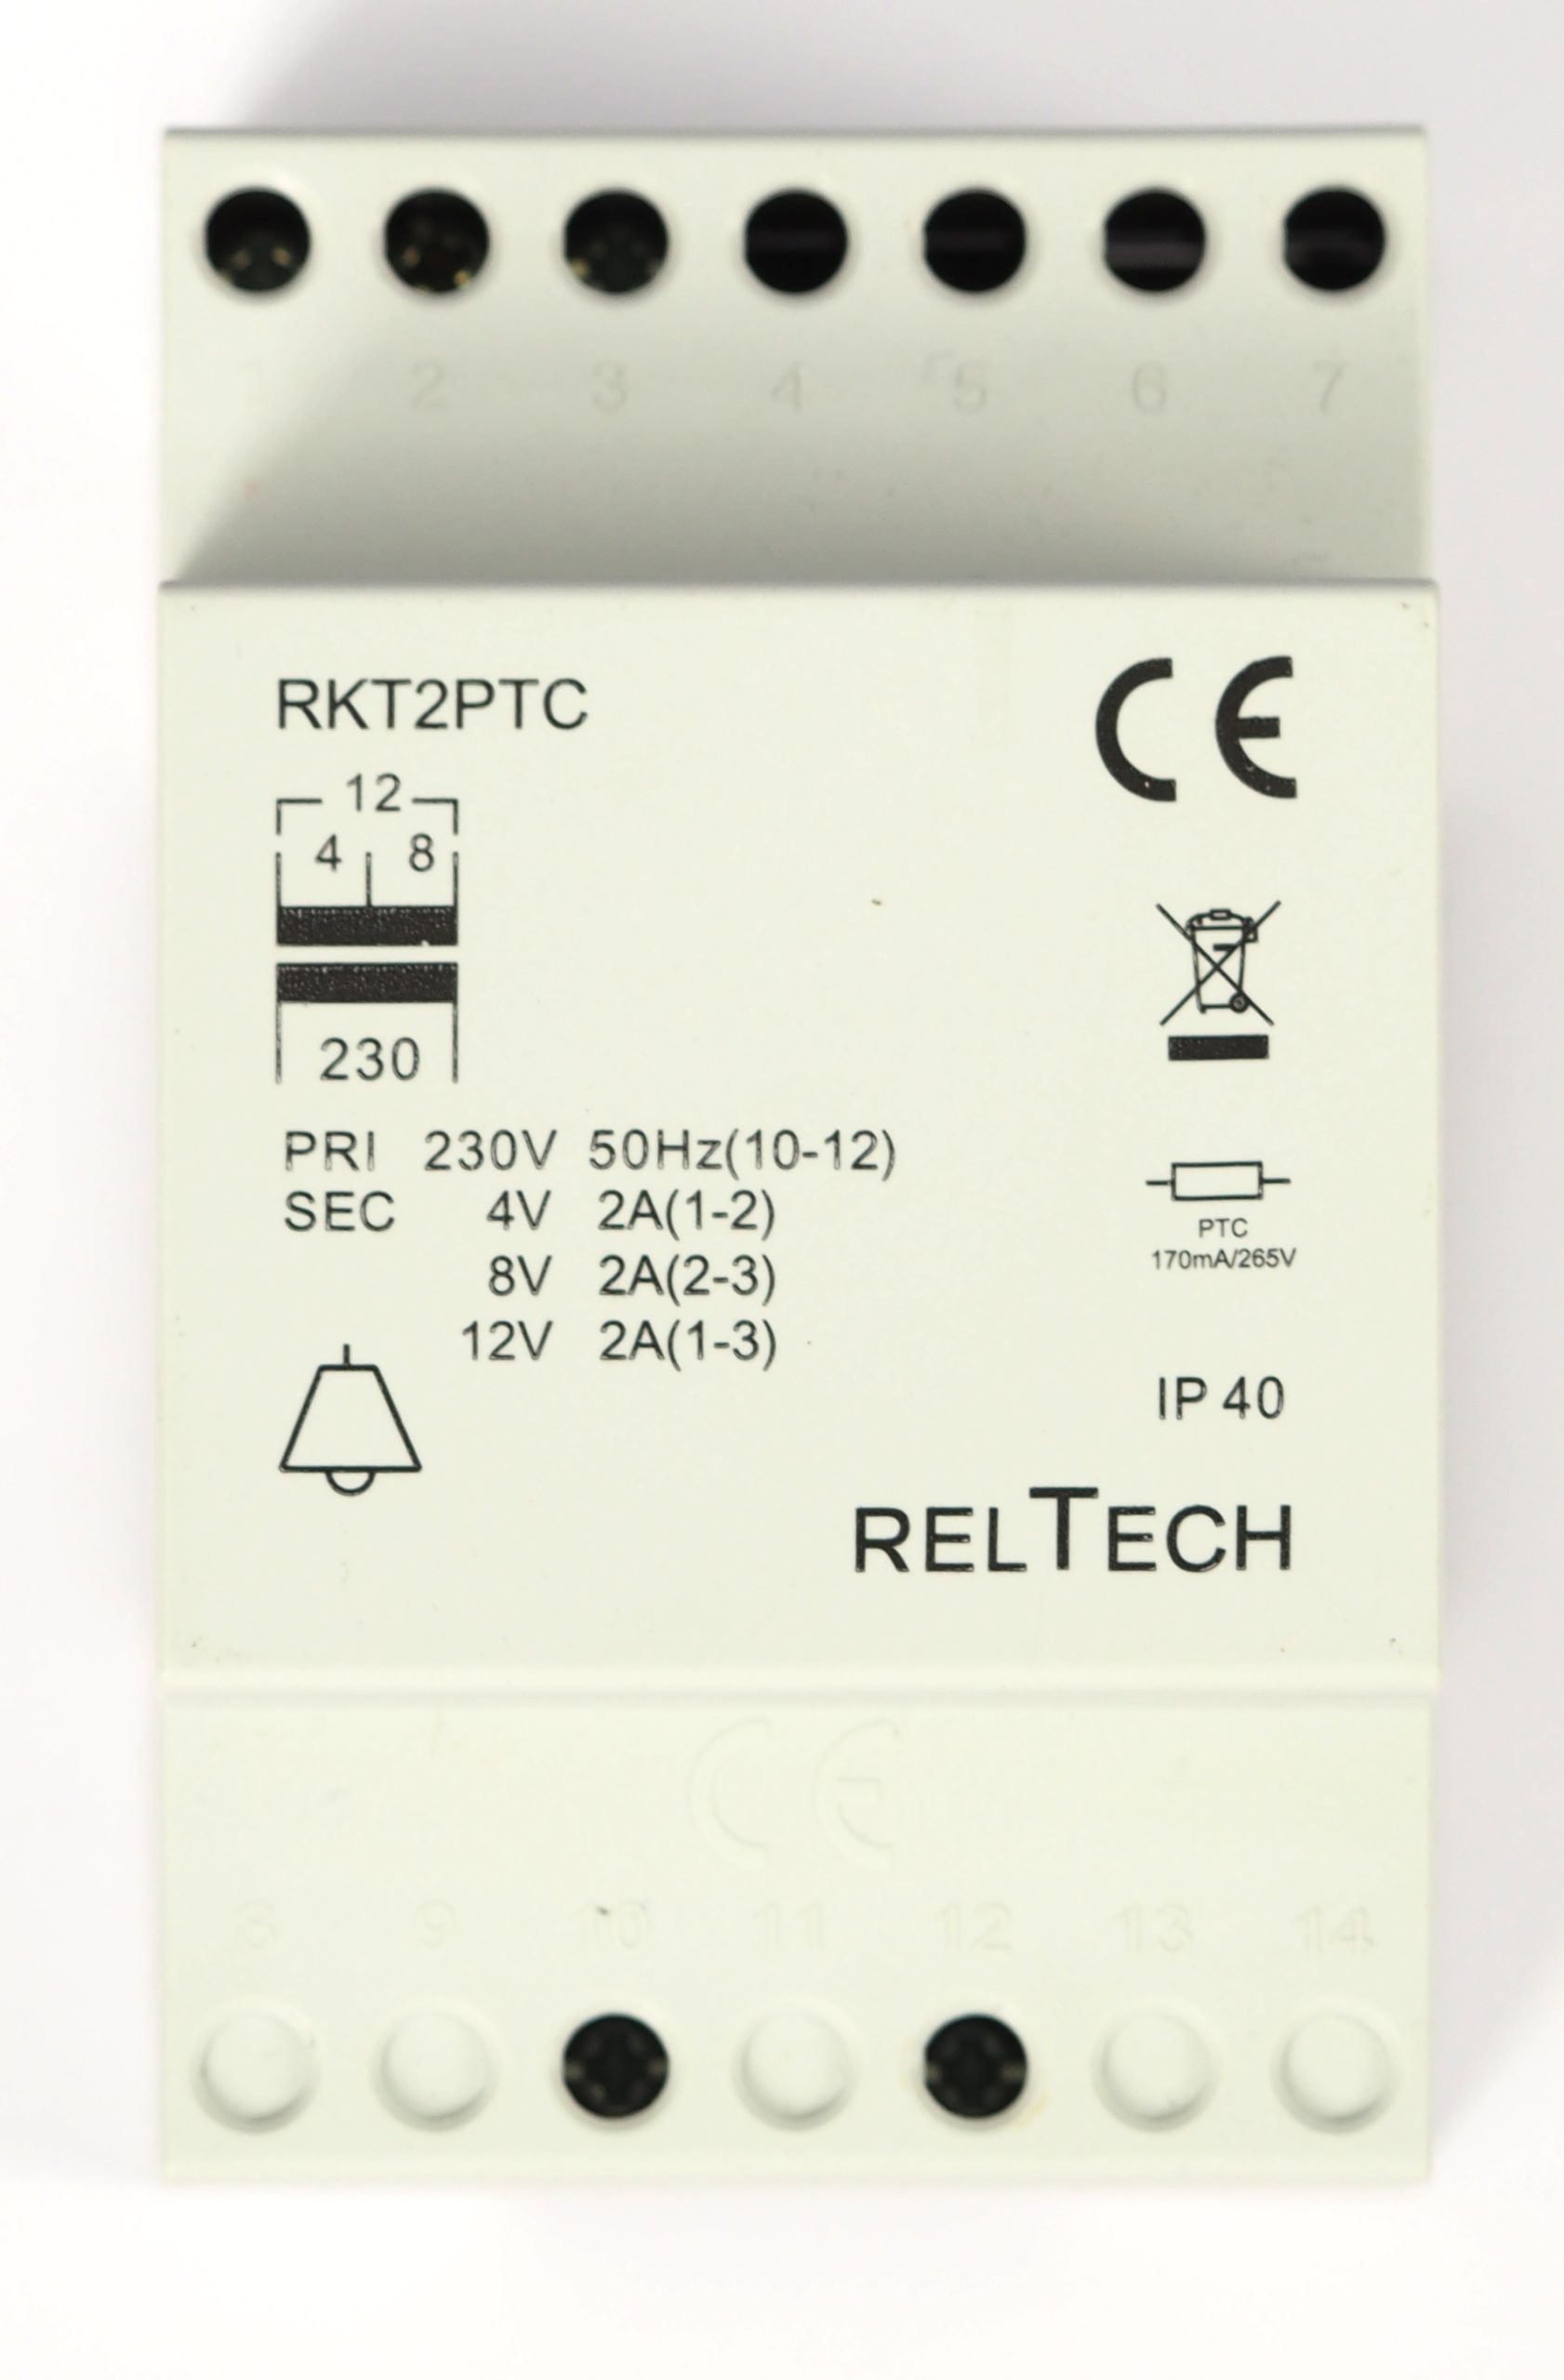 1 2 3 4 5 6 7
RKT2PTC
CE
12
4 8
230
PRI 230V 50Hz(10-12)
SEC 4V 2A(1-2)
8V 2A(2-3)
12V 2A(1-3)
PTC
170mA/265V
IP 40
RELTECH
CE
8 9 10 11 12 13 14